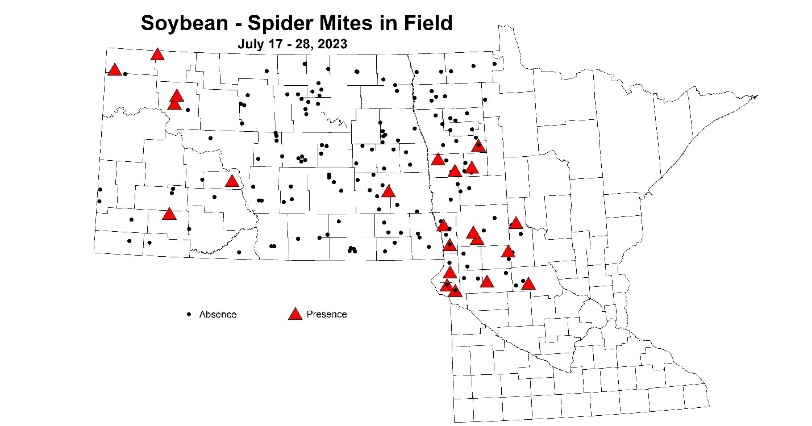 Soybean - Spider Mites in Field
July 17 - 28, 2023
Absence
Presence